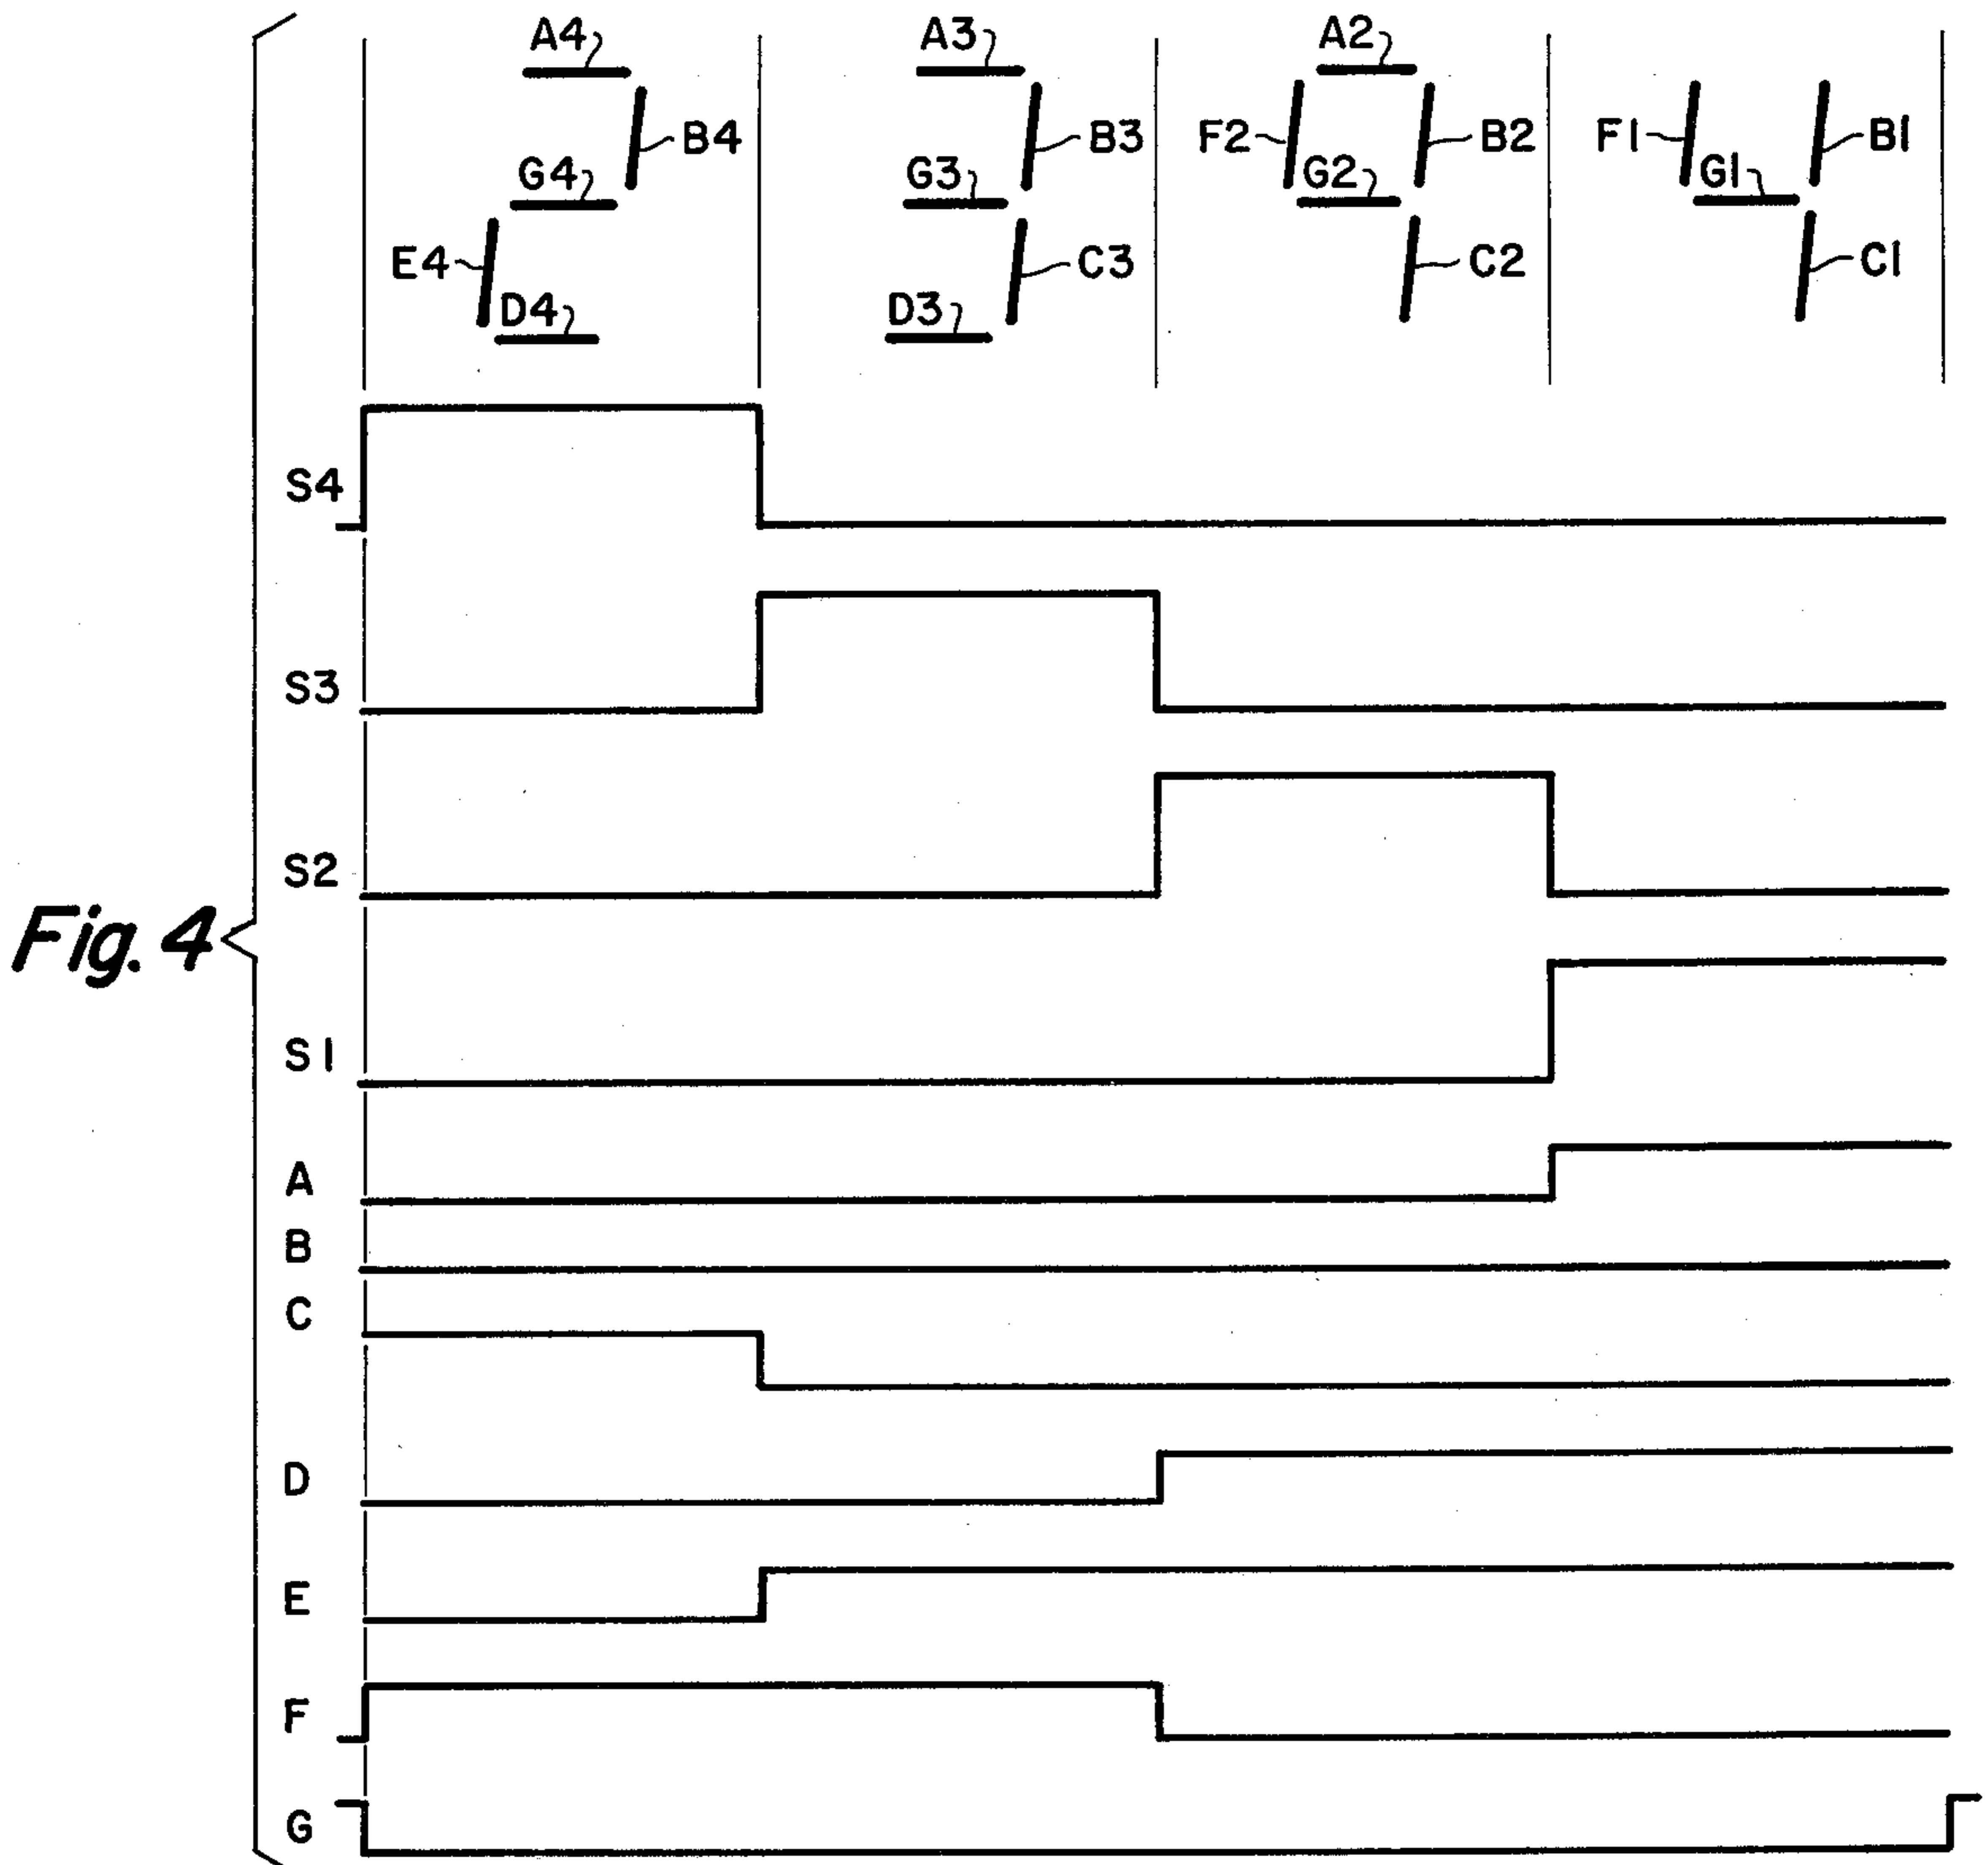 A4 A3 A2
B4 B3 F2 B2 F1 B1
G4 G3 G2 G1
E4 C3 C2 C1
D4 D3
S4
S3
S2
Fig. 4
S1
A
B
C
D
E
F
G